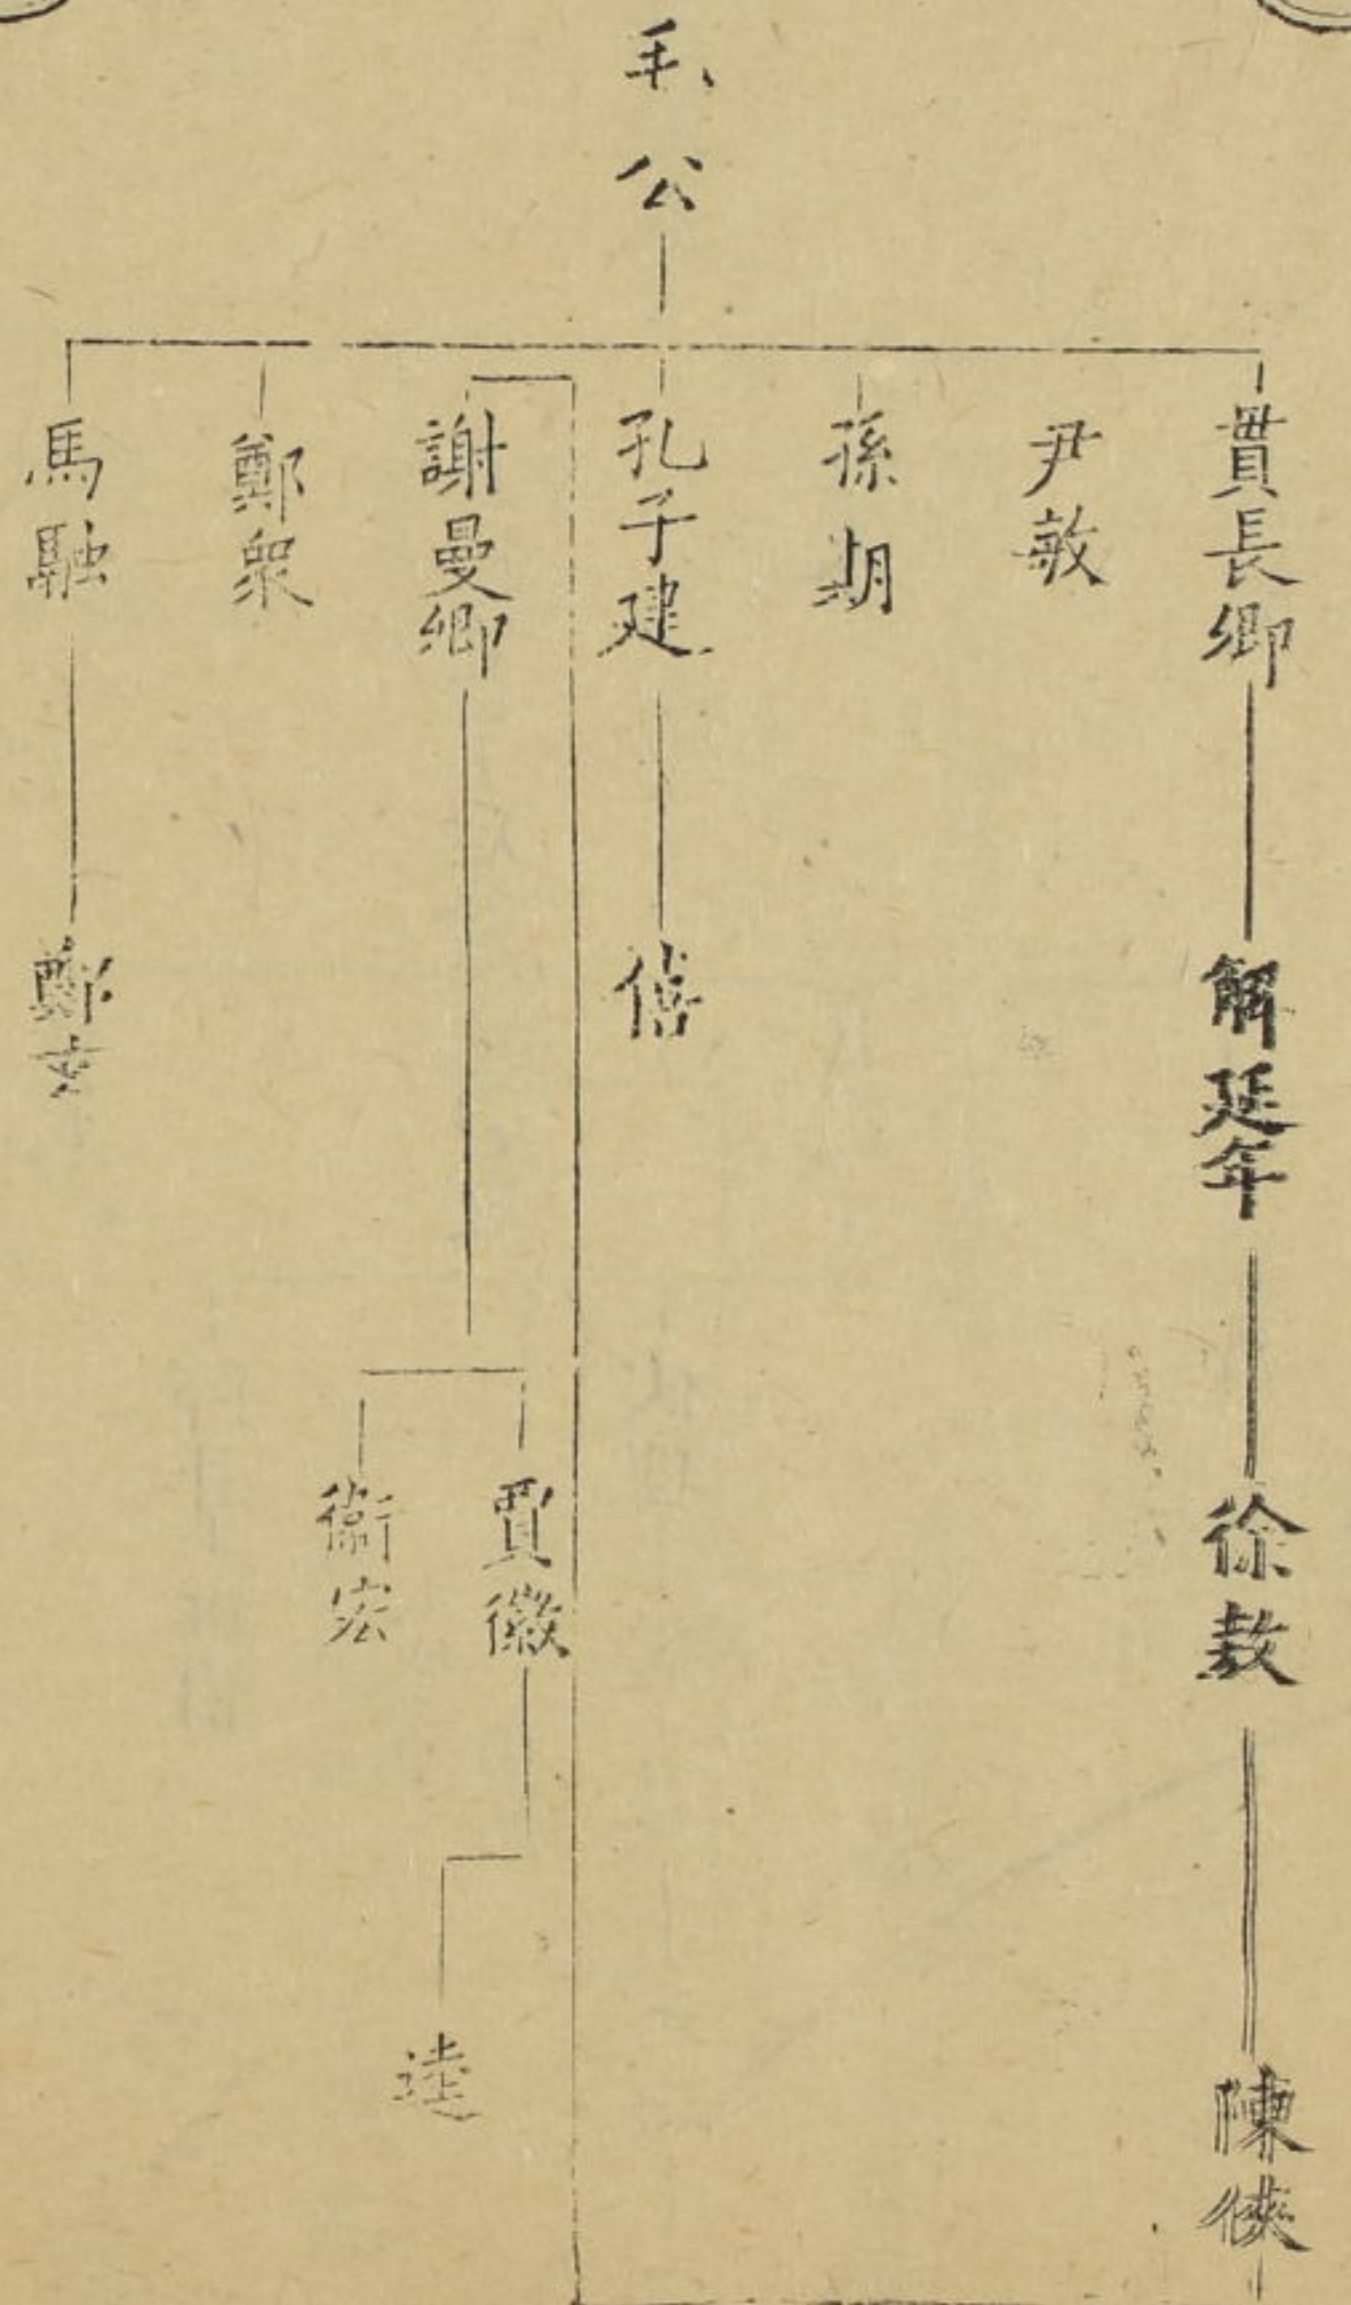 毛公
貫長卿
解延年
徐敖
陳俠
尹敏
孫期
孔子建
僖
謝曼卿
賈徽
逵
衛宏
鄭衆
馬融
鄭玄